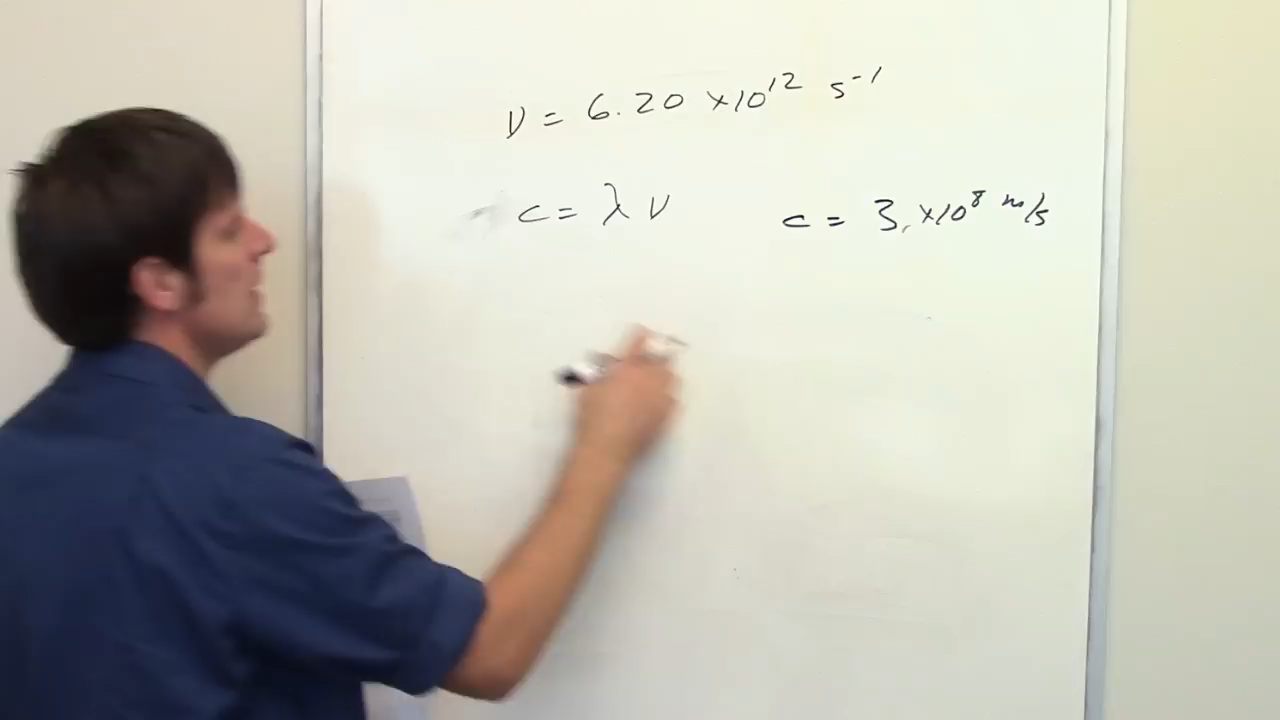 ν = 6.20 ×10¹² s⁻¹
c = λ ν c = 3. ×10⁸ m/s